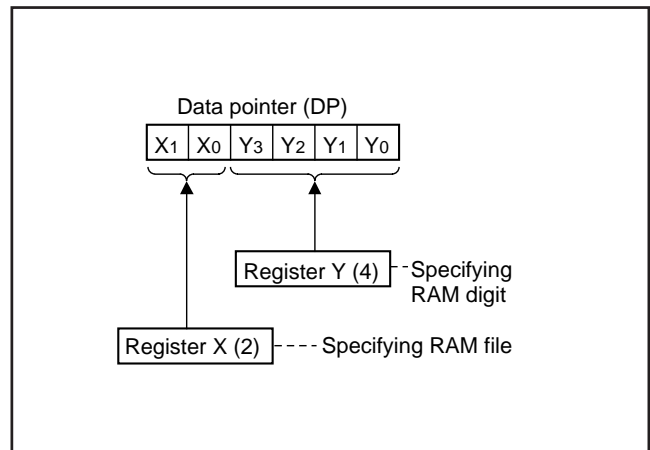 Data pointer (DP)
X1 X0 Y3 Y2 Y1 Y0
Register Y (4)
Specifying
RAM digit
Register X (2)
Specifying RAM file